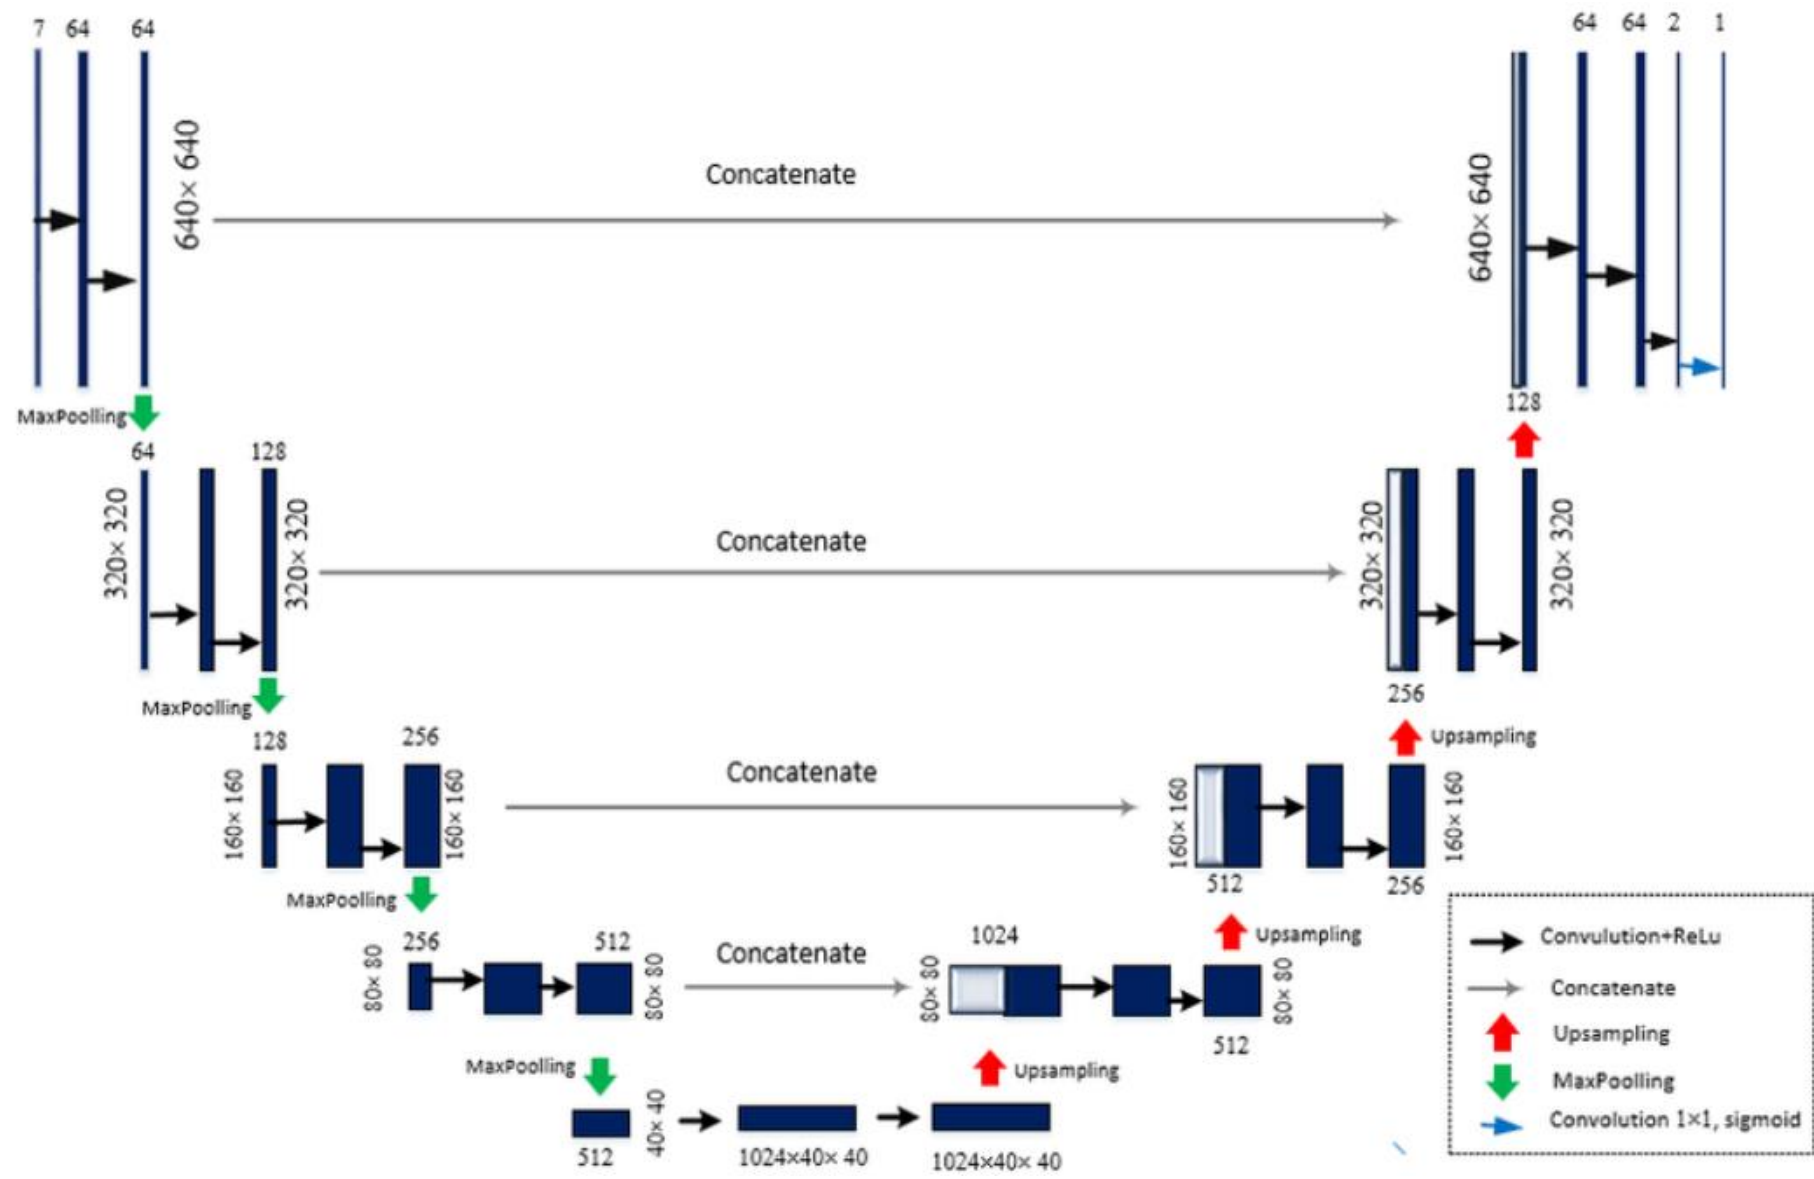 7 64 64
64 64 2 1
640× 640
Concatenate
640× 640
MaxPoolling
128
64 128
320× 320
320× 320
Concatenate
320× 320
320× 320
MaxPoolling
256
Upsampling
128 256
160× 160
160× 160
Concatenate
160× 160
160× 160
512
256
MaxPoolling
Upsampling
256 512
80× 80
80× 80
Concatenate
1024
80× 80
80× 80
512
MaxPoolling
Upsampling
40× 40
512
1024×40× 40
1024×40× 40
Convulution+ReLu
Concatenate
Upsampling
MaxPoolling
Convolution 1×1, sigmoid